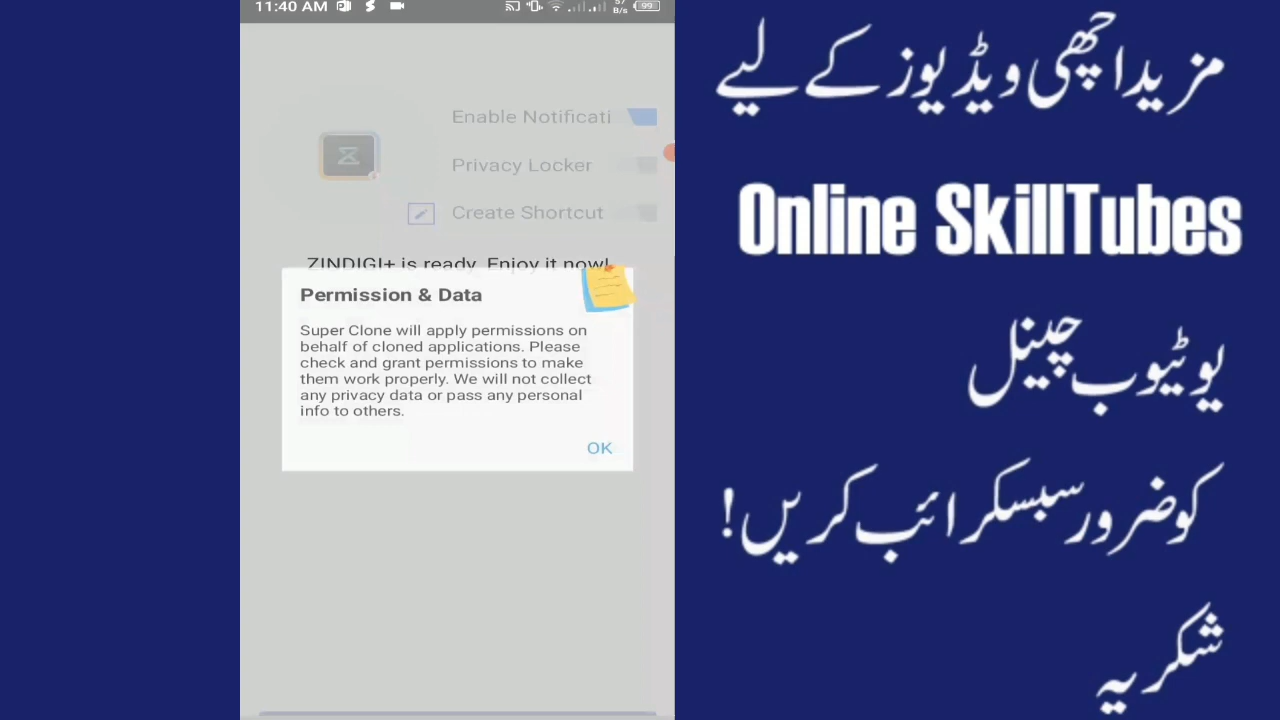 11:40 AM
57
B/s
99
Enable Notificati
Privacy Locker
Create Shortcut
ZINDIGI+ is ready. Enjoy it now!
Permission & Data
Super Clone will apply permissions on
behalf of cloned applications. Please
check and grant permissions to make
them work properly. We will not collect
any privacy data or pass any personal
info to others.
OK
مزید اچھی ویڈیوز کے لیے
Online SkillTubes
یوٹیوب چینل
کو ضرور سبسکرائب کریں!
شکریہ